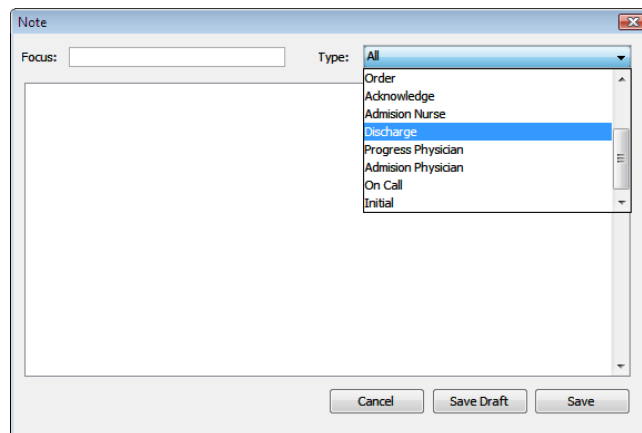 Note
Focus:
Type: All
Order
Acknowledge
Admision Nurse
Discharge
Progress Physician
Admision Physician
On Call
Initial
Cancel Save Draft Save